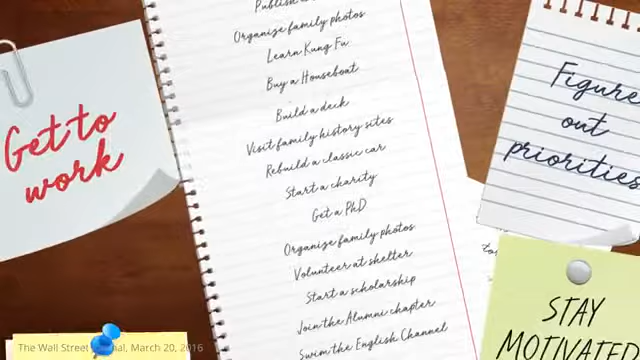 Get to
work
Publish
Organize family photos
Learn Kung Fu
Buy a Houseboat
Build a deck
Visit family history sites
Rebuild a classic car
Start a charity
Get a PhD
Organize family photos
Volunteer at shelter
Start a scholarship
Join the Alumni chapter
Swim the English Channel
Figure
out
priorities
STAY
MOTIVATED
The Wall Street Journal, March 20, 2016